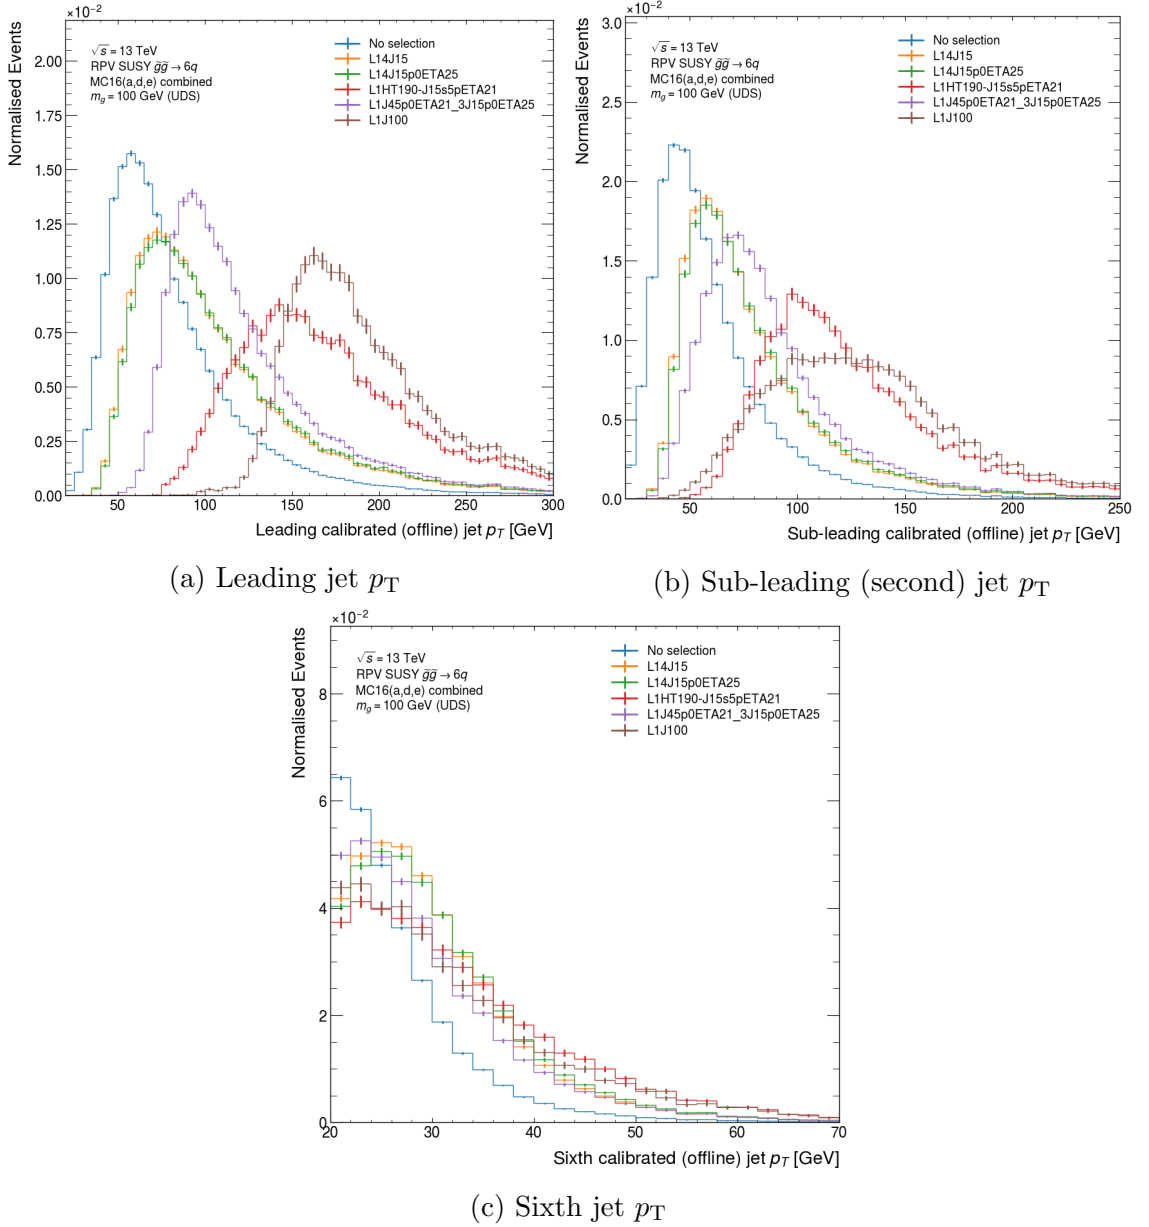 ×10⁻²
Normalised Events
√s = 13 TeV
RPV SUSY g̃g̃ → 6q
MC16(a,d,e) combined
m_g = 100 GeV (UDS)
No selection
L14J15
L14J15p0ETA25
L1HT190-J15s5pETA21
L1J45p0ETA21_3J15p0ETA25
L1J100
2.00
1.75
1.50
1.25
1.00
0.75
0.50
0.25
0.00
50 100 150 200 250 300
Leading calibrated (offline) jet p_T [GeV]
(a) Leading jet p_T
×10⁻²
Normalised Events
√s = 13 TeV
RPV SUSY g̃g̃ → 6q
MC16(a,d,e) combined
m_g = 100 GeV (UDS)
No selection
L14J15
L14J15p0ETA25
L1HT190-J15s5pETA21
L1J45p0ETA21_3J15p0ETA25
L1J100
3.0
2.5
2.0
1.5
1.0
0.5
0.0
50 100 150 200 250
Sub-leading calibrated (offline) jet p_T [GeV]
(b) Sub-leading (second) jet p_T
×10⁻²
Normalised Events
√s = 13 TeV
RPV SUSY g̃g̃ → 6q
MC16(a,d,e) combined
m_g = 100 GeV (UDS)
No selection
L14J15
L14J15p0ETA25
L1HT190-J15s5pETA21
L1J45p0ETA21_3J15p0ETA25
L1J100
8
6
4
2
0
20 30 40 50 60 70
Sixth calibrated (offline) jet p_T [GeV]
(c) Sixth jet p_T